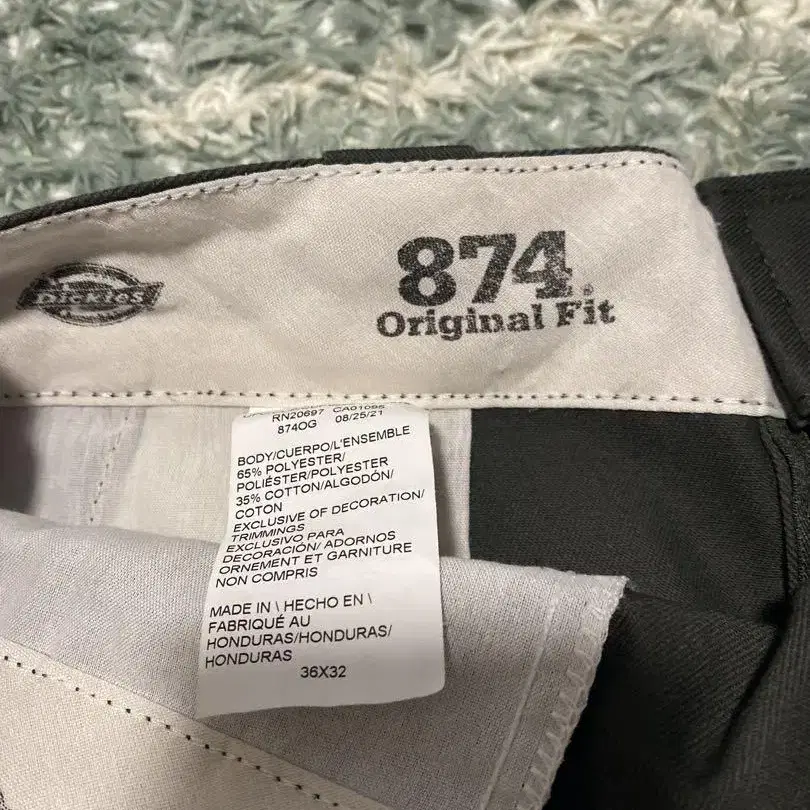 874
Original Fit
Dickies
RN20697 CA01095
874OG 08/25/21
BODY/CUERPO/L'ENSEMBLE
65% POLYESTER/
POLIÉSTER/POLYESTER
35% COTTON/ALGODÓN/
COTON
EXCLUSIVE OF DECORATION/
TRIMMINGS
EXCLUSIVO PARA
DECORACIÓN/ ADORNOS
ORNEMENT ET GARNITURE
NON COMPRIS
MADE IN \ HECHO EN \
FABRIQUÉ AU
HONDURAS/HONDURAS/
HONDURAS
36X32